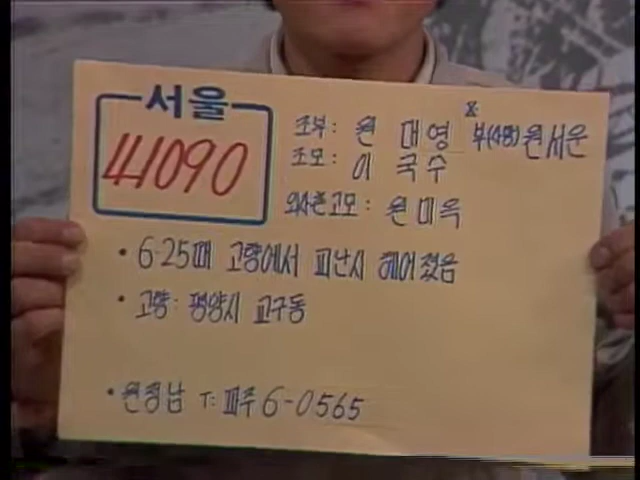 서울
41090
조부: 원 대영 부(48)원서운
조모: 이 국수
외사촌고모: 원미옥
• 6·25때 고향에서 피난시 헤어졌음
• 고향: 평양시 교구동
• 원정남 T: 파주 6-0565